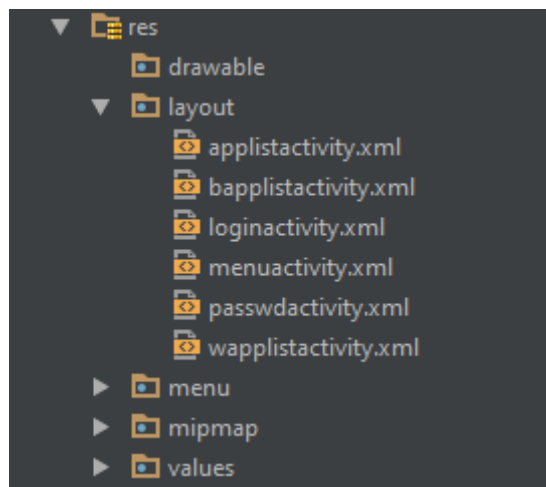 res
drawable
layout
applistactivity.xml
bapplistactivity.xml
loginactivity.xml
menuactivity.xml
passwdactivity.xml
wapplistactivity.xml
menu
mipmap
values